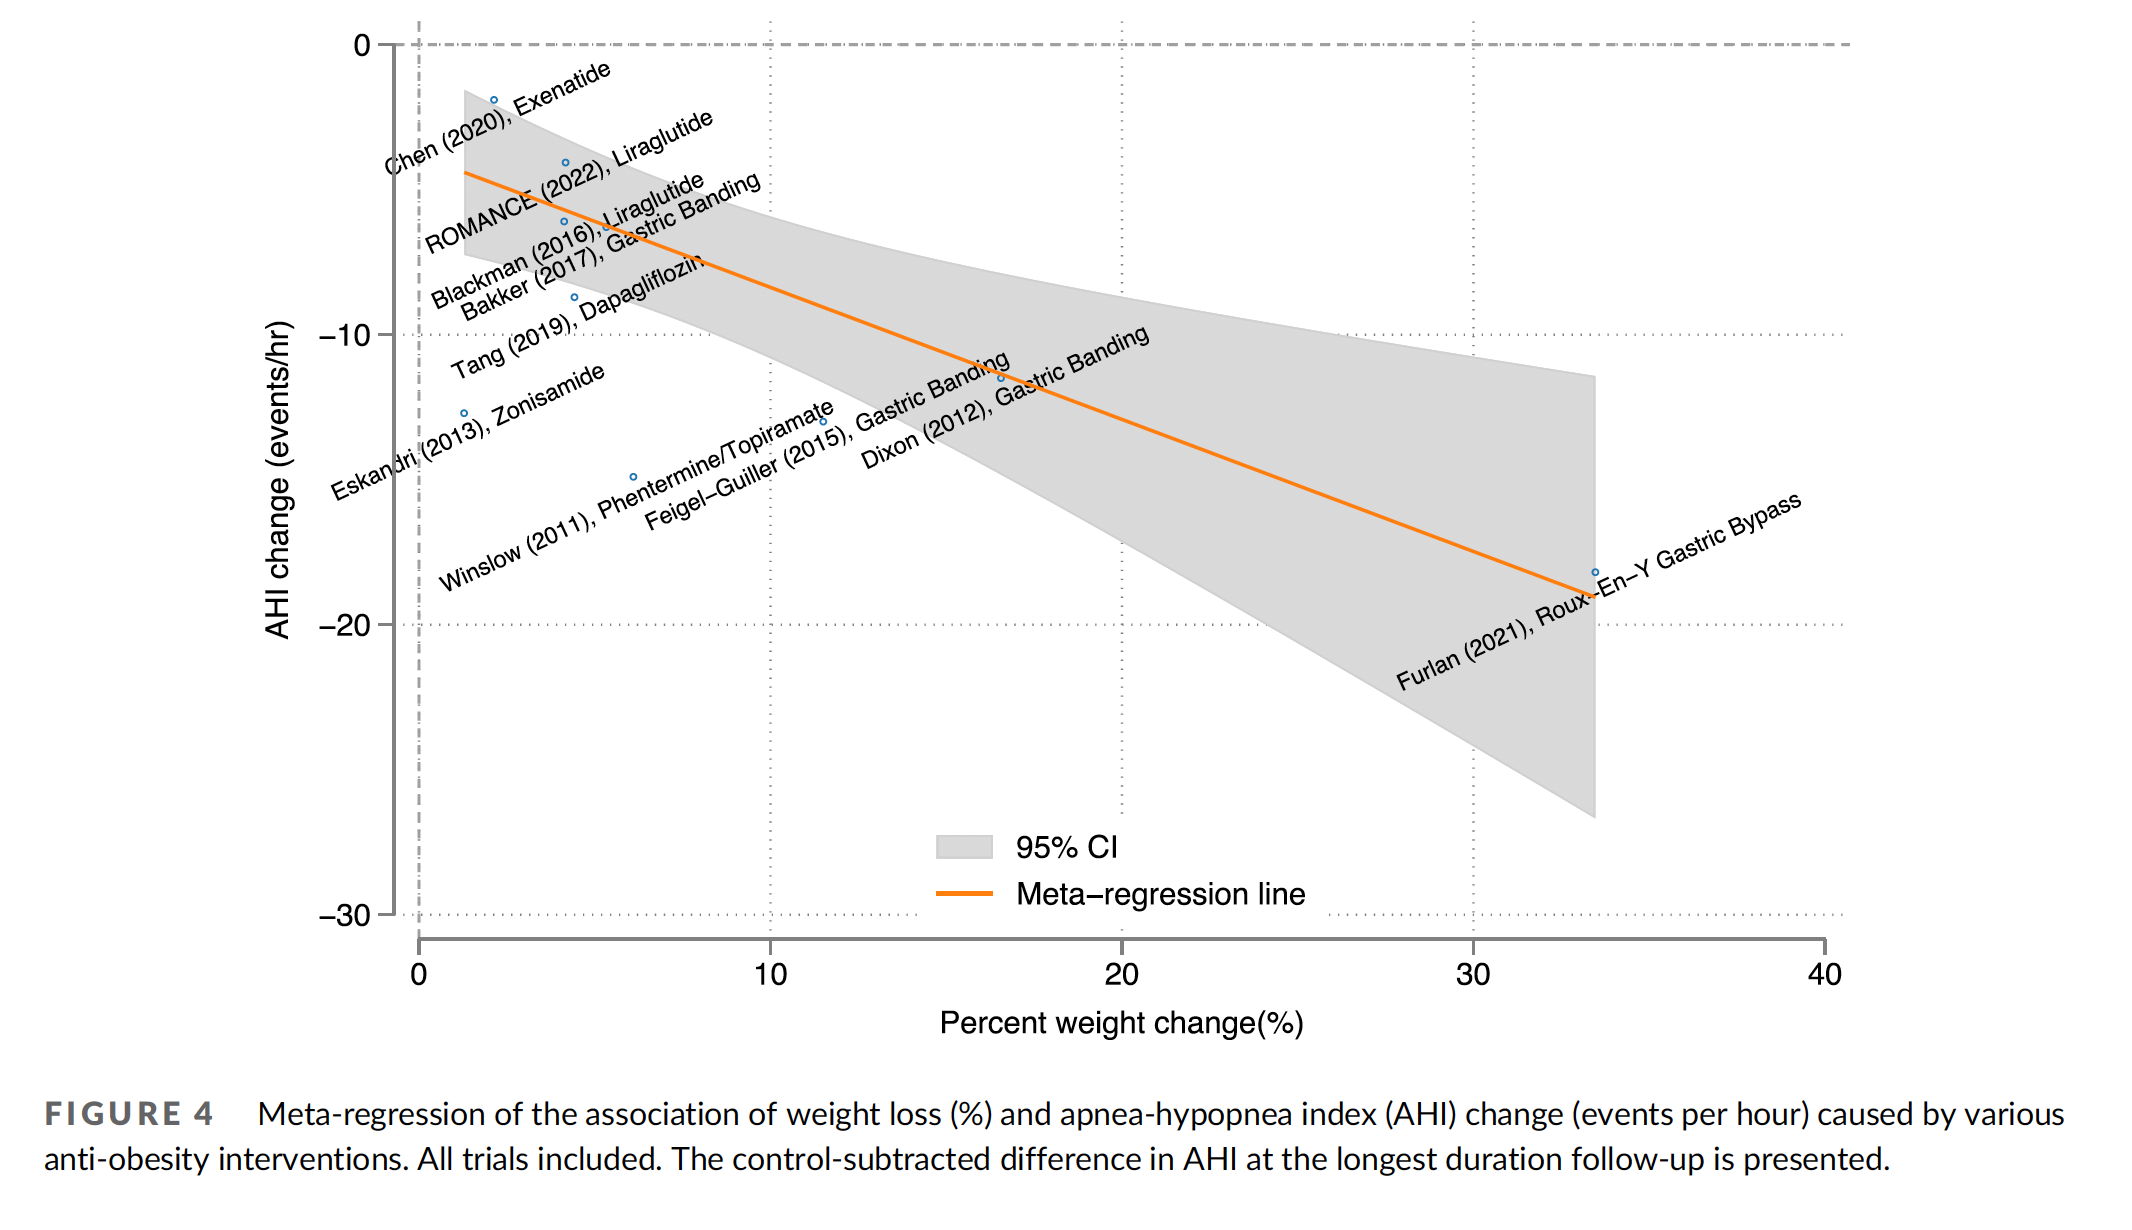 0
Chen (2020), Exenatide
ROMANCE (2022), Liraglutide
Blackman (2016), Liraglutide
Bakker (2017), Gastric Banding
Tang (2019), Dapagliflozin
−10
Eskandri (2013), Zonisamide
Winslow (2011), Phentermine/Topiramate
Feigel−Guiller (2015), Gastric Banding
Dixon (2012), Gastric Banding
Furlan (2021), Roux−En−Y Gastric Bypass
AHI change (events/hr)
−20
95% CI
Meta−regression line
−30
0 10 20 30 40
Percent weight change(%)
FIGURE 4 Meta-regression of the association of weight loss (%) and apnea-hypopnea index (AHI) change (events per hour) caused by various
anti-obesity interventions. All trials included. The control-subtracted difference in AHI at the longest duration follow-up is presented.